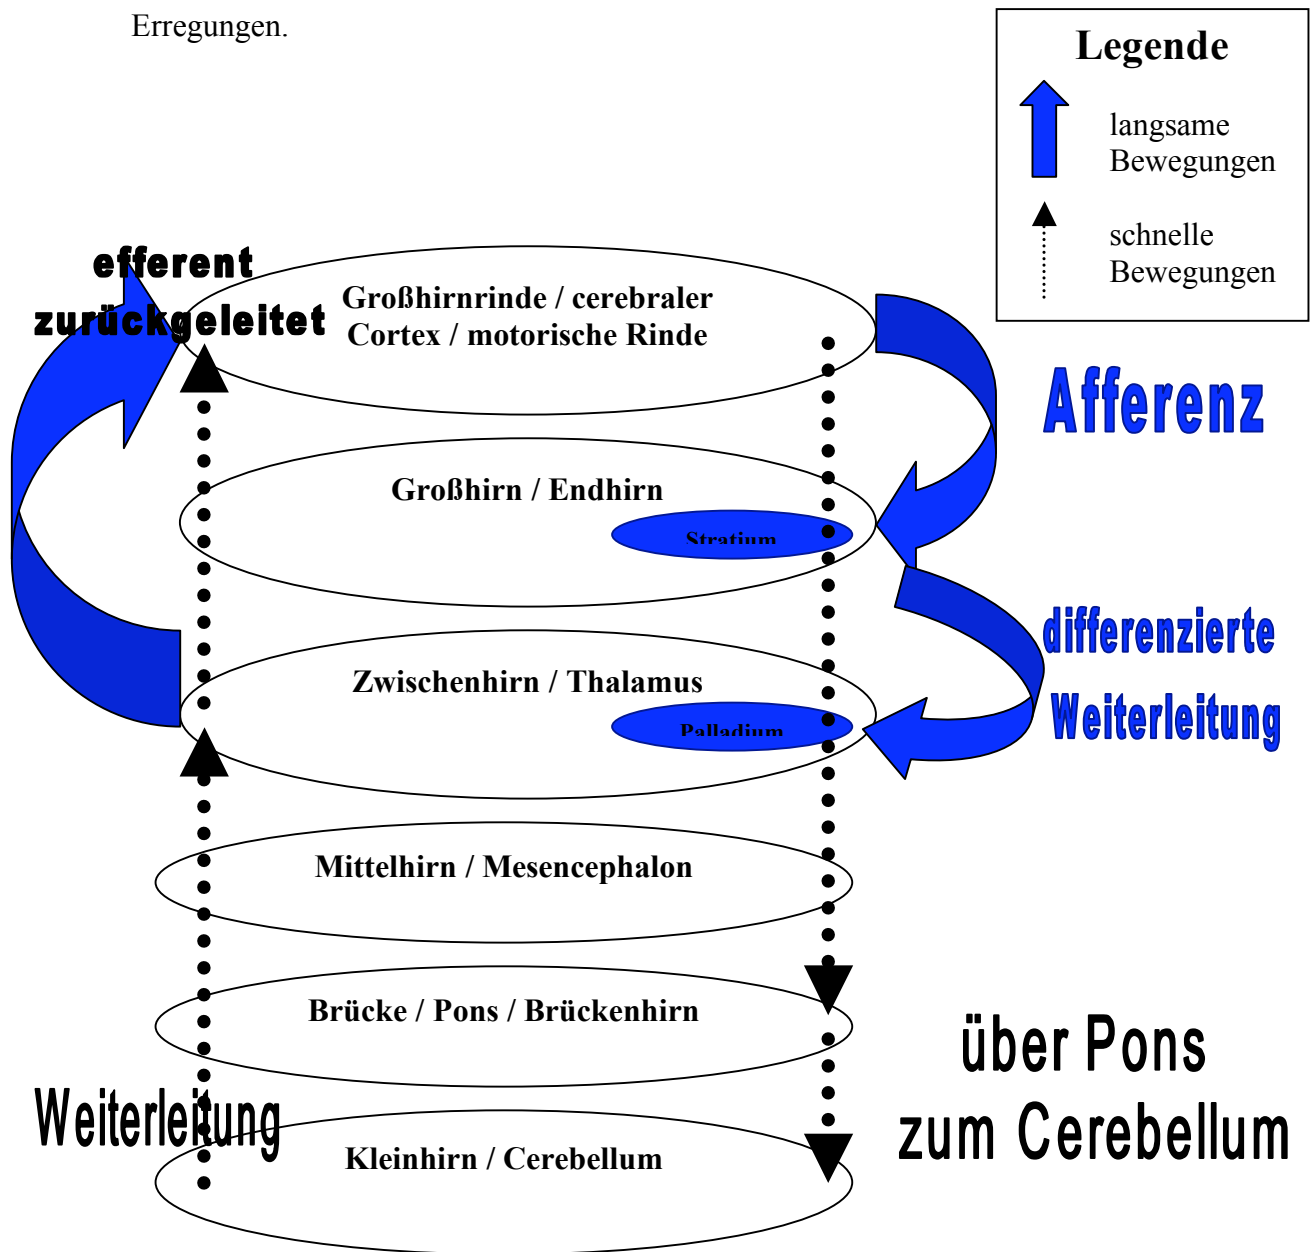 Erregungen.
Legende
langsame
Bewegungen
schnelle
Bewegungen
efferent
zurückgeleitet
Großhirnrinde / cerebraler
Cortex / motorische Rinde
Afferenz
Großhirn / Endhirn
Stratium
differenzierte
Weiterleitung
Zwischenhirn / Thalamus
Palladium
Mittelhirn / Mesencephalon
Brücke / Pons / Brückenhirn
über Pons
zum Cerebellum
Weiterleitung
Kleinhirn / Cerebellum